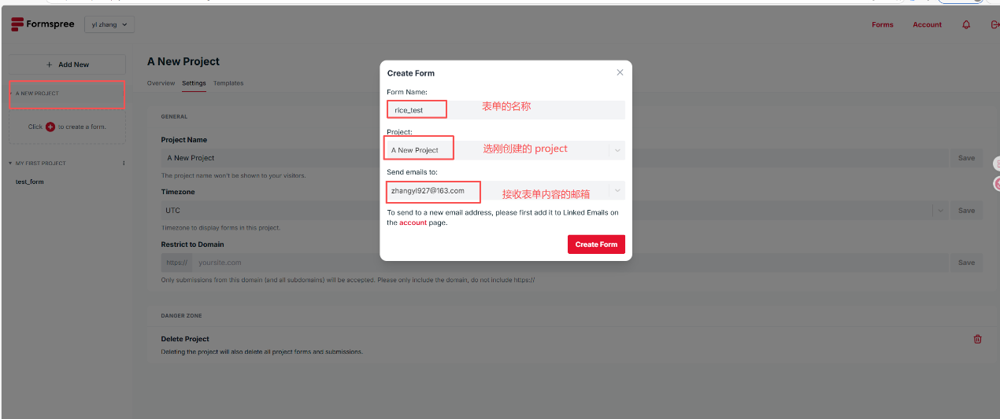 Formspree
yl zhang
Forms
Account
+ Add New
A NEW PROJECT
Click + to create a form.
MY FIRST PROJECT
test_form
A New Project
Overview Settings Templates
GENERAL
Project Name
A New Project
Save
The project name won't be shown to your visitors.
Timezone
UTC
Save
Timezone to display forms in this project.
Restrict to Domain
https:// yoursite.com
Save
Only submissions from this domain (and all subdomains) will be accepted. Please only include the domain, do not include https://
DANGER ZONE
Delete Project
Deleting the project will also delete all project forms and submissions.
Create Form
Form Name:
rice_test
表单的名称
Project:
A New Project
选刚创建的 project
Send emails to:
zhangyl927@163.com
接收表单内容的邮箱
To send to a new email address, please first add it to Linked Emails on
the account page.
Create Form